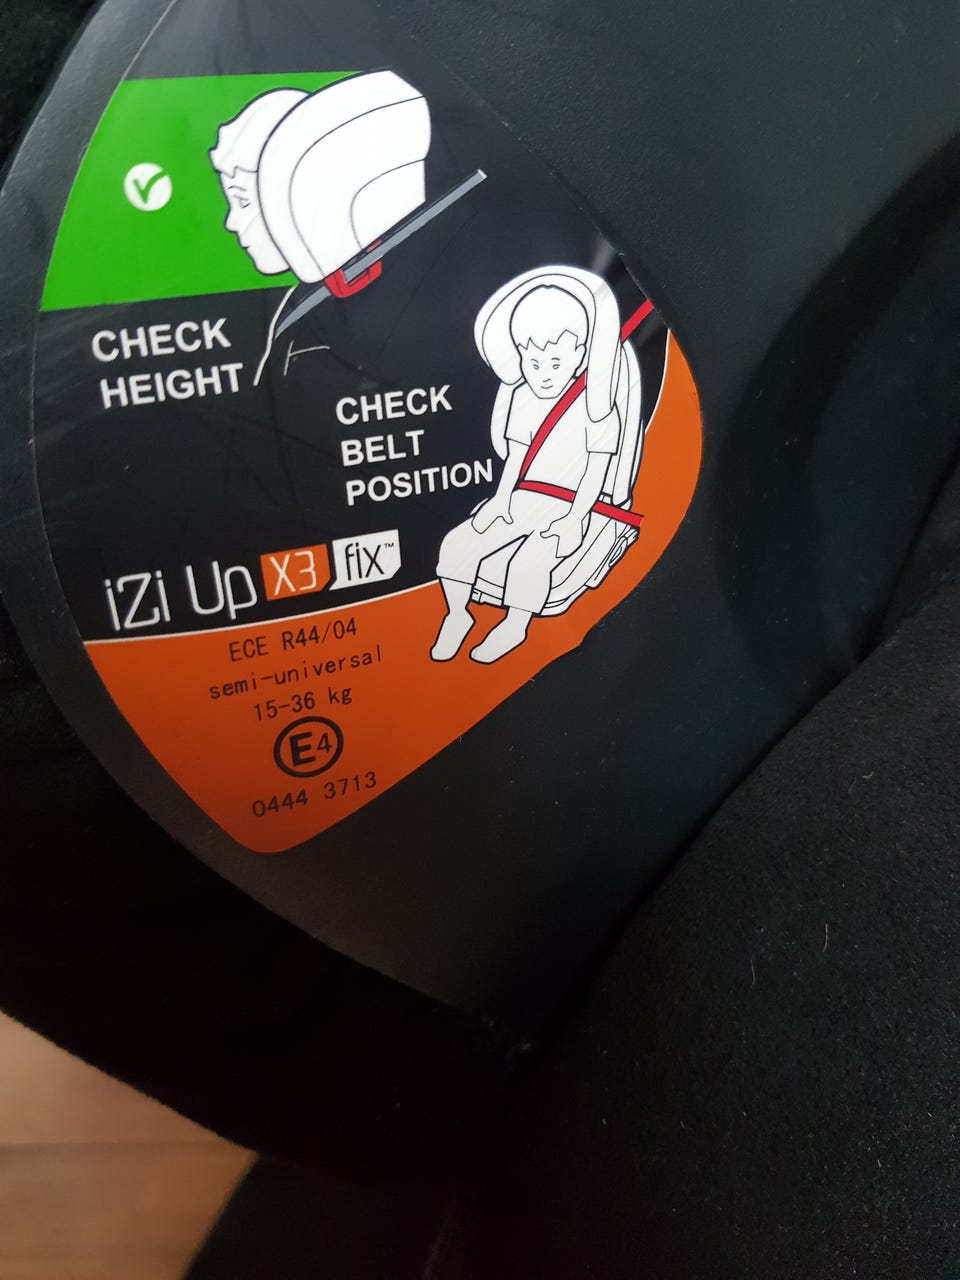 CHECK
HEIGHT
CHECK
BELT
POSITION
iZi Up X3 fix™
ECE R44/04
semi-universal
15-36 kg
E4
0444 3713